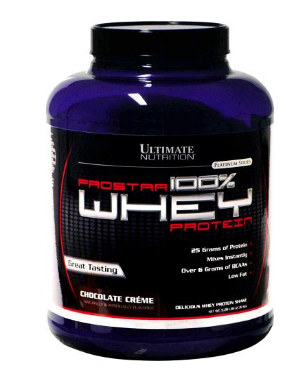 ULTIMATE
NUTRITION
PLATINUM SERIES
PROSTAR 100%
WHEY
PROTEIN
25 Grams of Protein
Mixes Instantly
Over 6 Grams of BCAAs
Low Fat
Great Tasting
CHOCOLATE CRÉME
DELICIOUS WHEY PROTEIN SHAKE